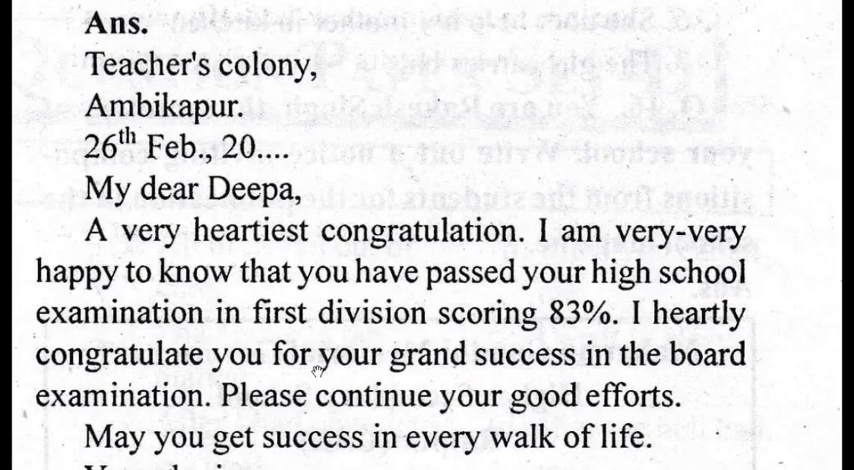 Ans.
Teacher's colony,
Ambikapur.
26th Feb., 20....
My dear Deepa,
A very heartiest congratulation. I am very-very
happy to know that you have passed your high school
examination in first division scoring 83%. I heartly
congratulate you for your grand success in the board
examination. Please continue your good efforts.
May you get success in every walk of life.